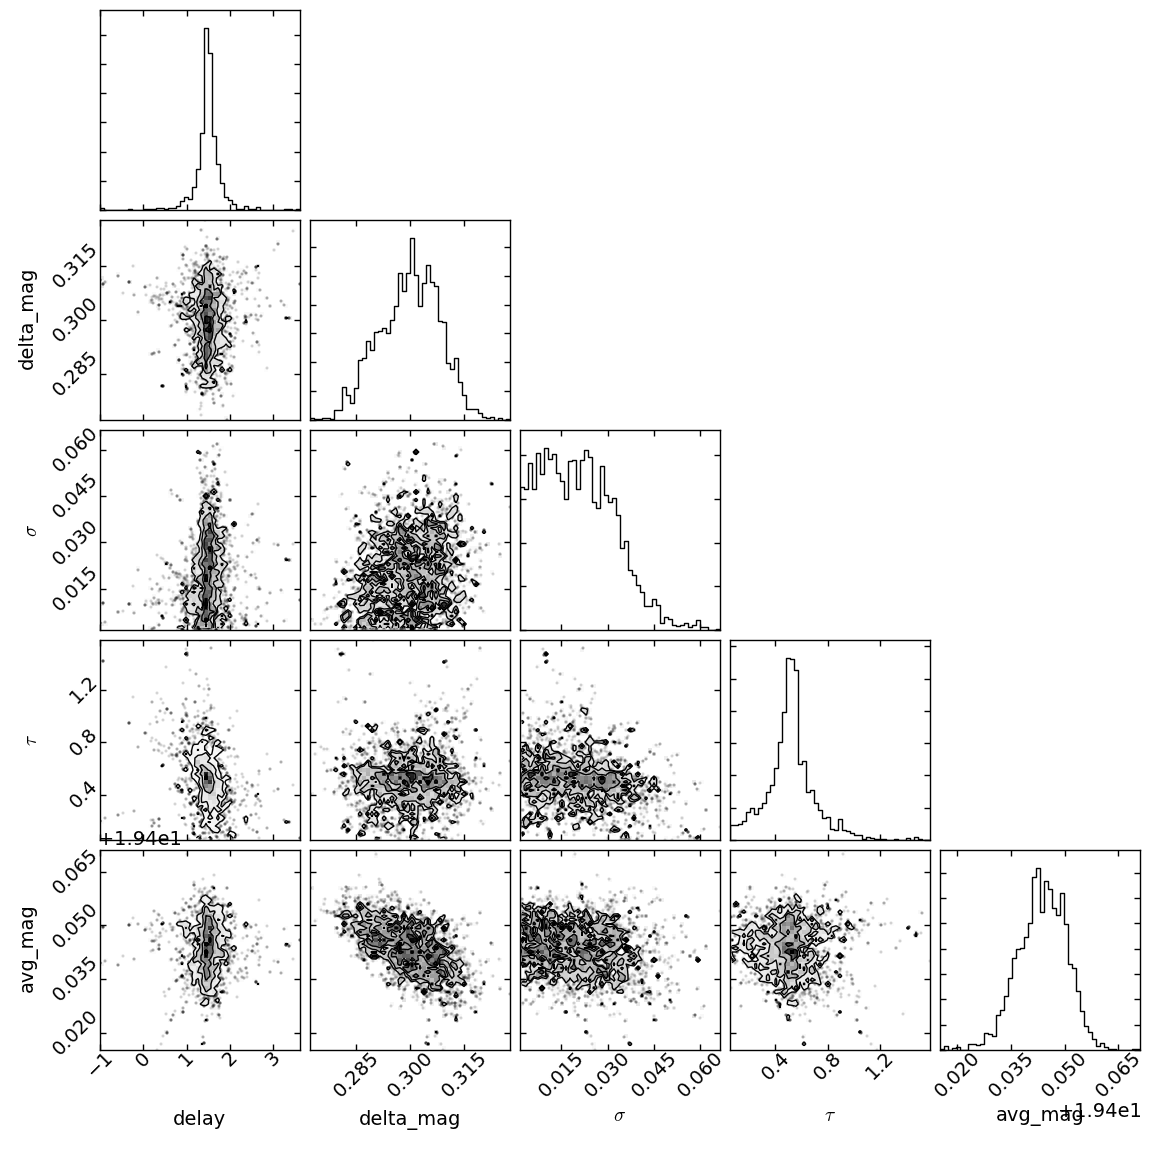 0.315
0.300
0.285
delta_mag
0.060
0.045
0.030
0.015
σ
1.2
0.8
0.4
τ
+1.94e1
0.065
0.050
0.035
0.020
avg_mag
−1 0 1 2 3
0.285 0.300 0.315
0.015 0.030 0.045 0.060
0.4 0.8 1.2
0.020 0.035 0.050 0.065
+1.94e1
delay delta_mag σ τ avg_mag